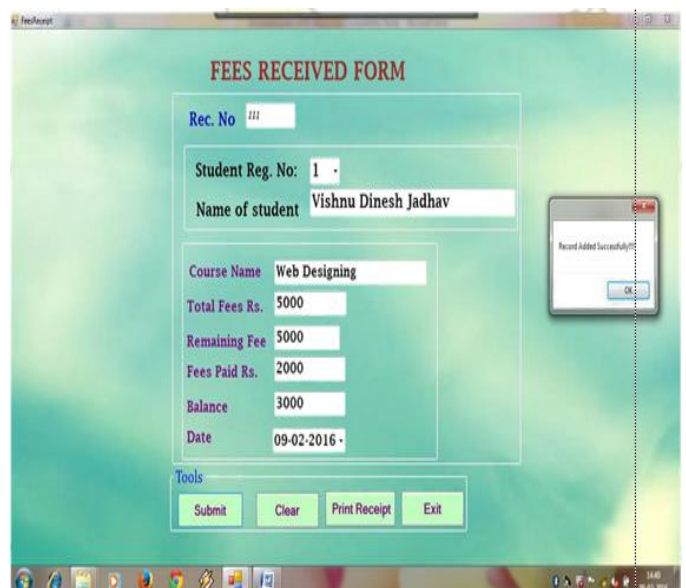 FeesReceipt
FEES RECEIVED FORM
Rec. No 111
Student Reg. No: 1
Name of student Vishnu Dinesh Jadhav
Course Name Web Designing
Total Fees Rs. 5000
Remaining Fee 5000
Fees Paid Rs. 2000
Balance 3000
Date 09-02-2016
Record Added Successfully!!!
OK
Tools
Submit Clear Print Receipt Exit